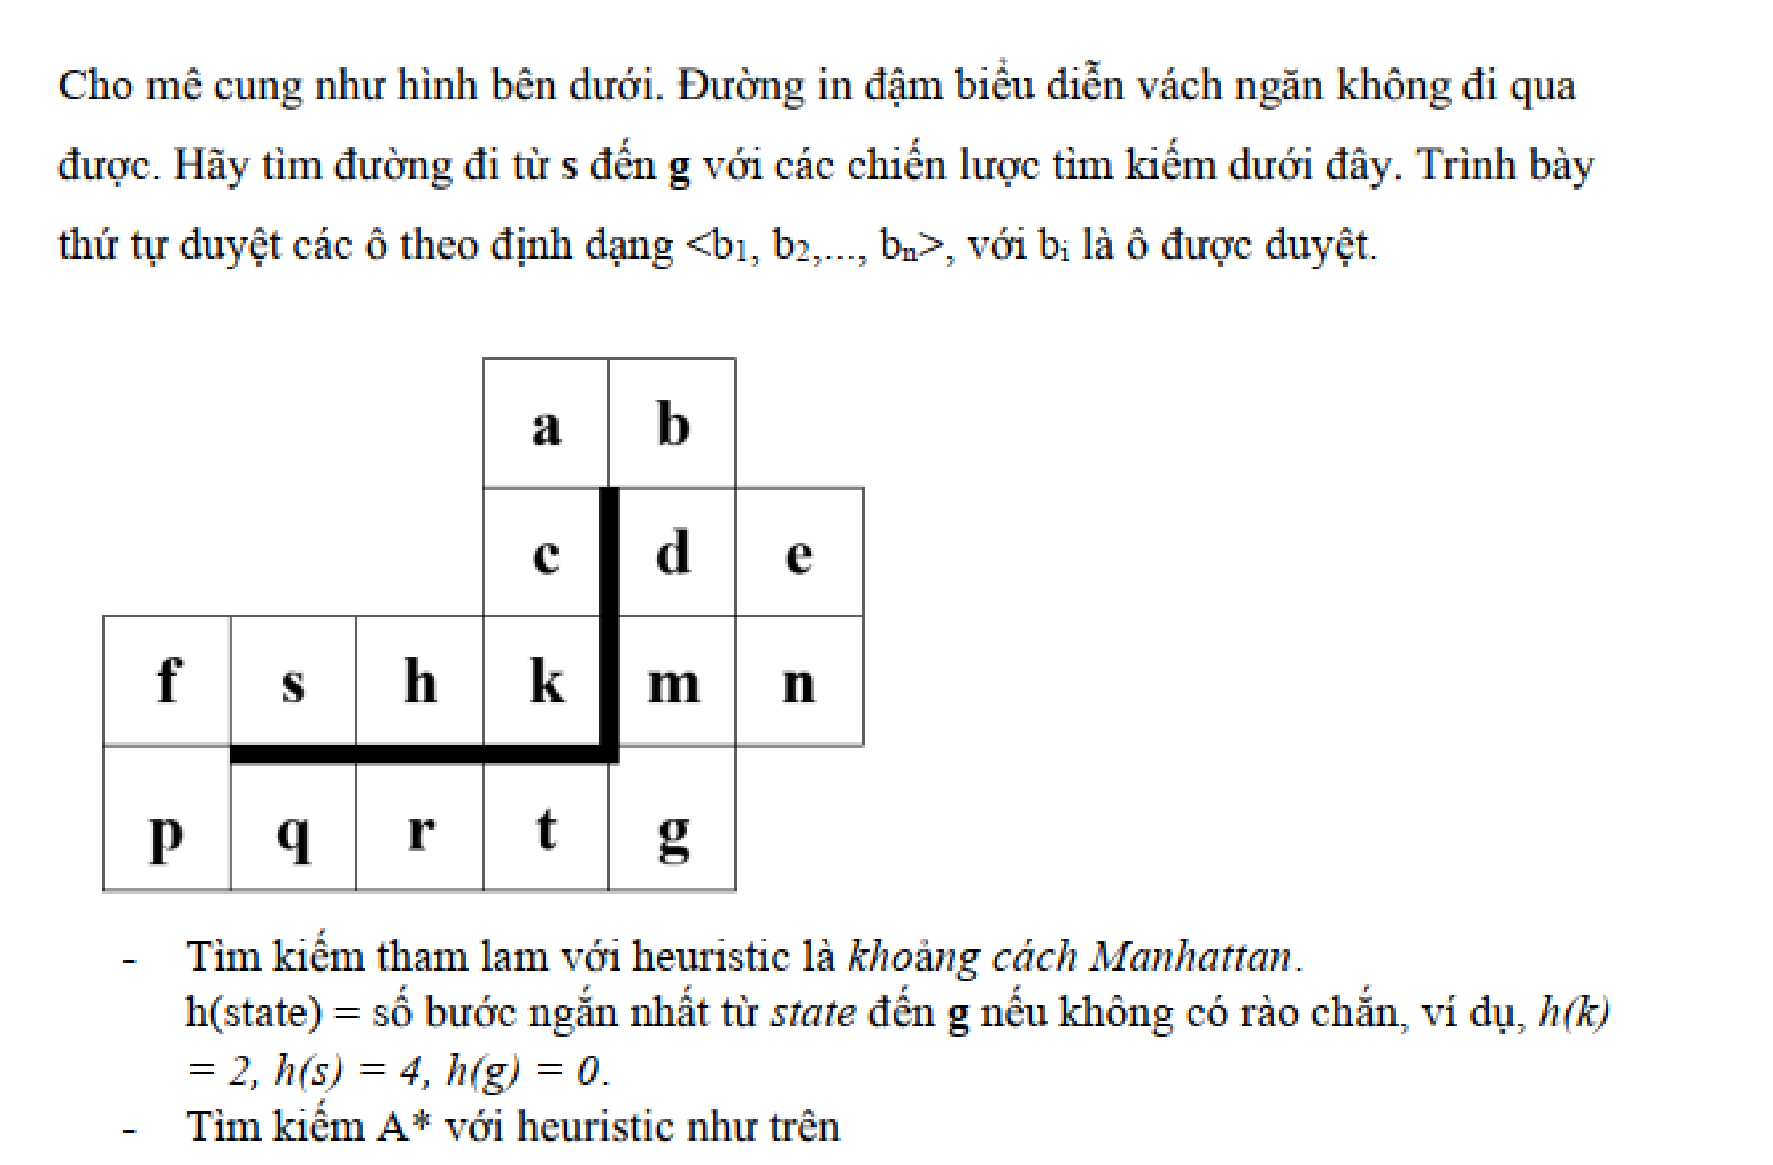 Cho mê cung như hình bên dưới. Đường in đậm biểu diễn vách ngăn không đi qua
được. Hãy tìm đường đi từ s đến g với các chiến lược tìm kiếm dưới đây. Trình bày
thứ tự duyệt các ô theo định dạng <b1, b2,..., bn>, với bi là ô được duyệt.
a b
c d e
f s h k m n
p q r t g
- Tìm kiếm tham lam với heuristic là khoảng cách Manhattan.
h(state) = số bước ngắn nhất từ state đến g nếu không có rào chắn, ví dụ, h(k)
= 2, h(s) = 4, h(g) = 0.
- Tìm kiếm A* với heuristic như trên